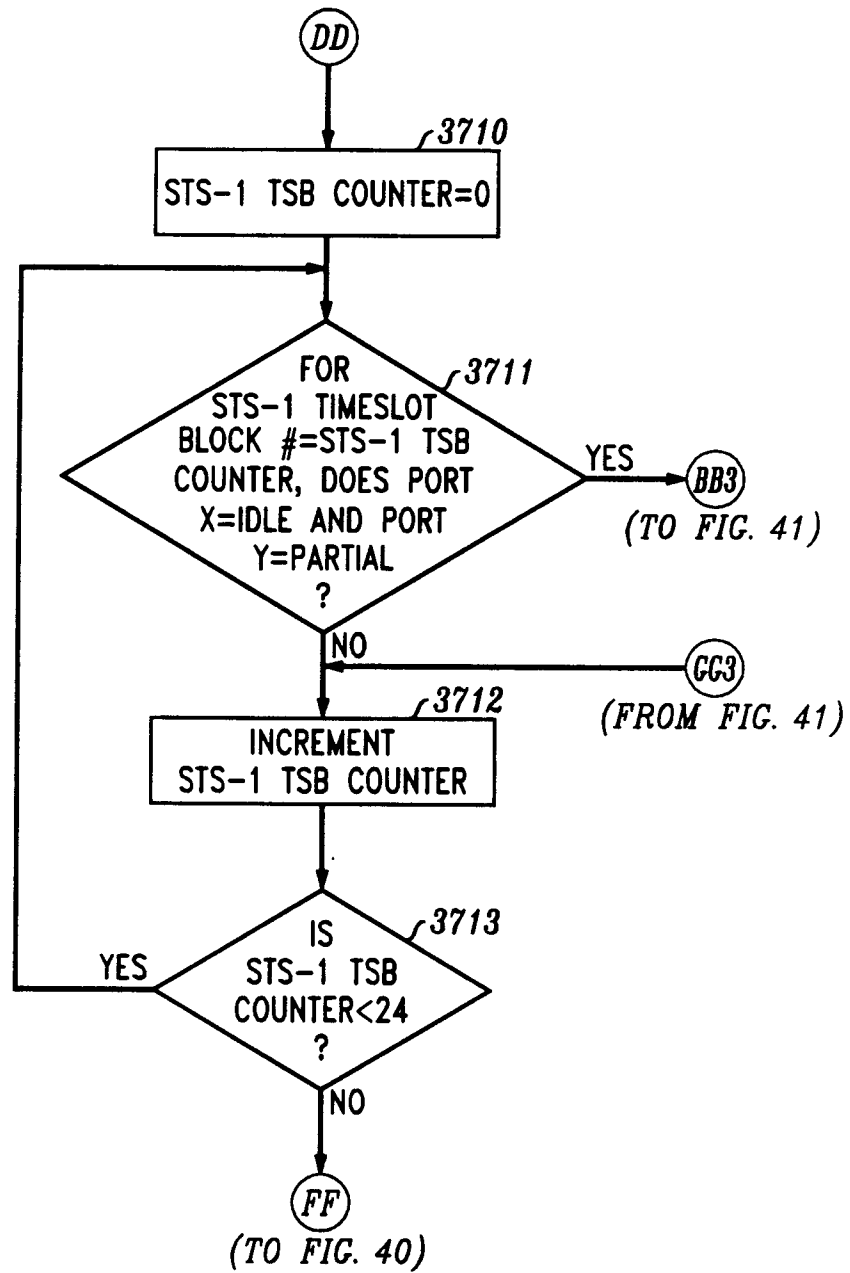 DD
3710
STS-1 TSB COUNTER=0
3711
FOR
STS-1 TIMESLOT
BLOCK #=STS-1 TSB
COUNTER, DOES PORT
X=IDLE AND PORT
Y=PARTIAL
?
YES
BB3
(TO FIG. 41)
NO
GG3
(FROM FIG. 41)
3712
INCREMENT
STS-1 TSB COUNTER
3713
IS
STS-1 TSB
COUNTER<24
?
YES
NO
FF
(TO FIG. 40)